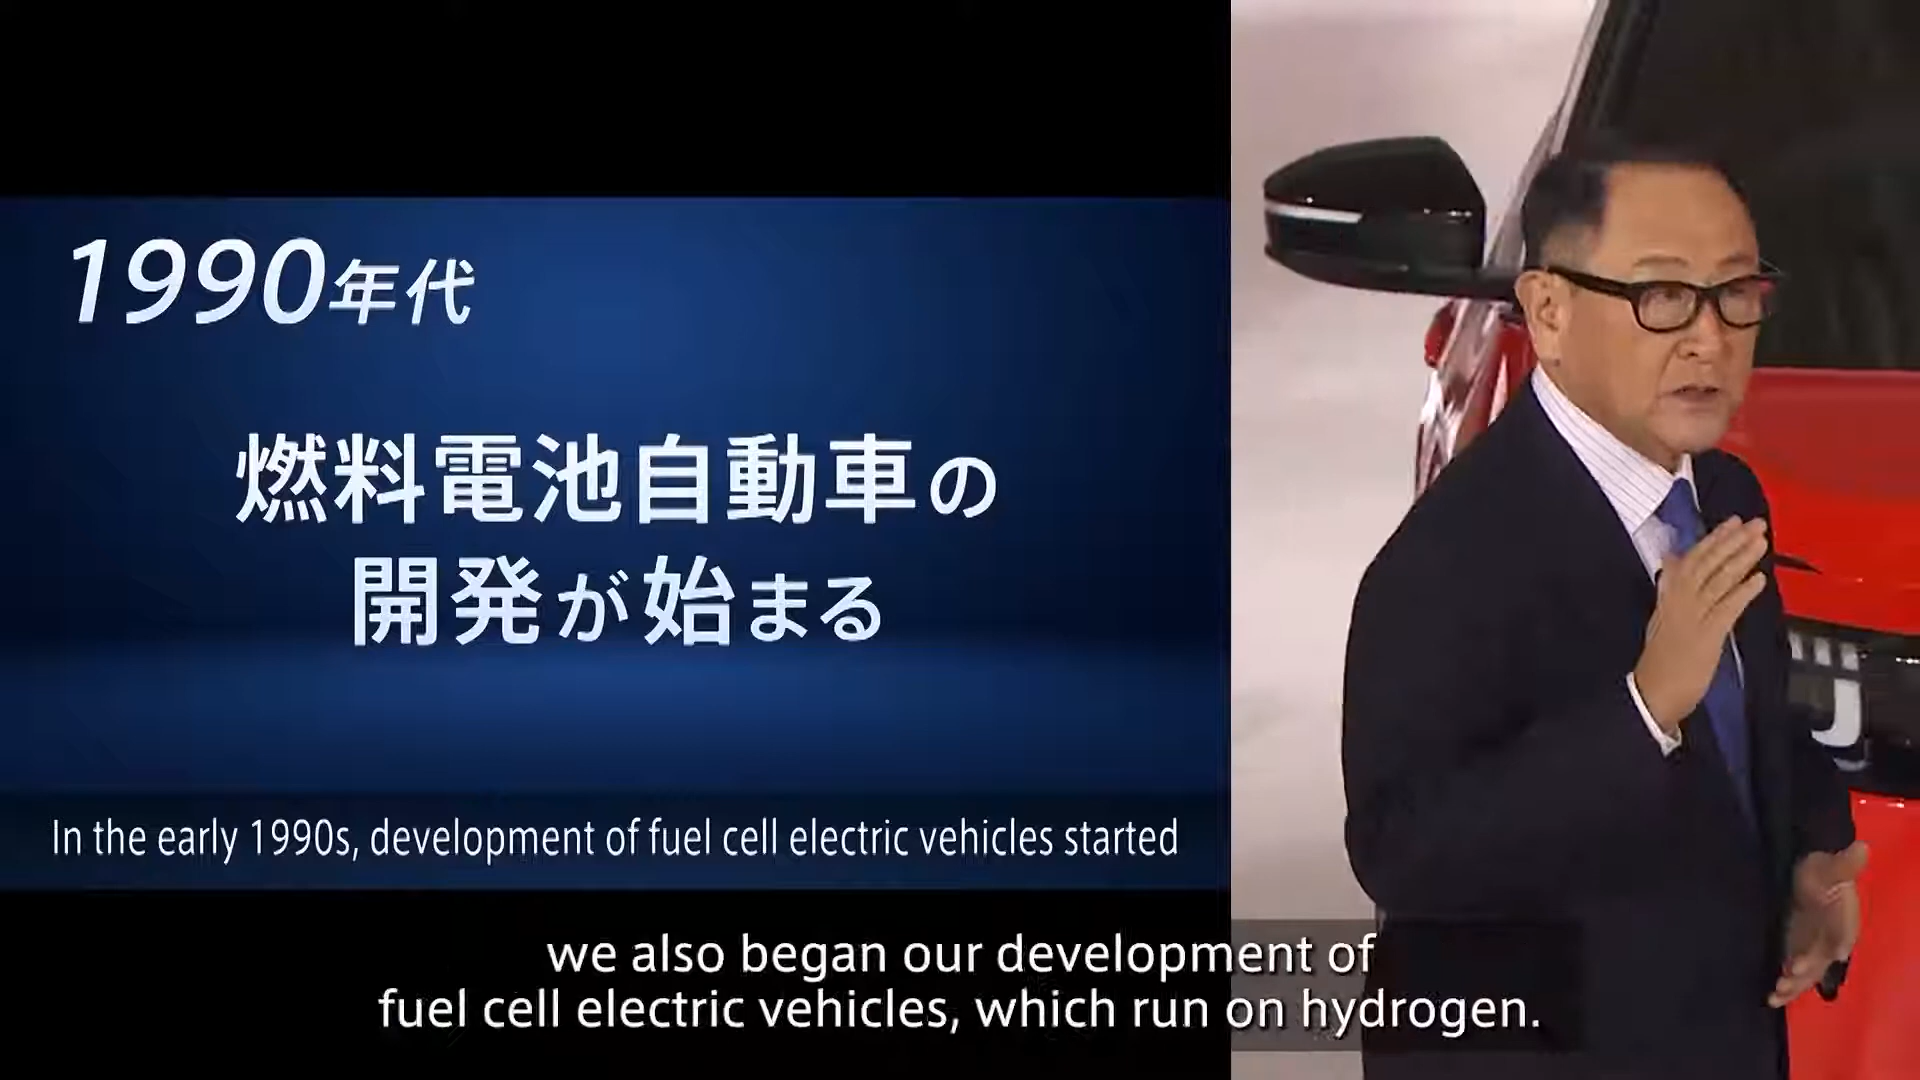 1990年代
燃料電池自動車の
開発が始まる
In the early 1990s, development of fuel cell electric vehicles started
we also began our development of
fuel cell electric vehicles, which run on hydrogen.